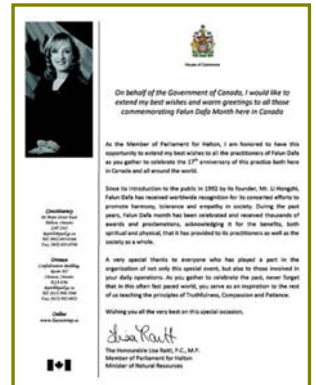 House of Commons
On behalf of the Government of Canada, I would like to
extend my best wishes and warm greetings to all those
commemorating Falun Dafa Month here in Canada
As the Member of Parliament for Halton, I am honored to have this
opportunity to extend my best wishes to all the practitioners of Falun Dafa
as you gather to celebrate the 17th anniversary of this practice both here
in Canada and all around the world.
Since its introduction to the public in 1992 by its founder, Mr. Li Hongzhi,
Falun Dafa has received worldwide recognition for its concerted efforts to
promote harmony, tolerance and empathy in society. During the past
years, Falun Dafa month has been celebrated and received thousands of
awards and proclamations, acknowledging it for the benefits, both
spiritual and physical, that it has provided to its practitioners as well as the
society as a whole.
A very special thanks to everyone who has played a part in the
organization of not only this special event, but also to those involved in
your daily operations. As you gather to celebrate the past, never forget
that in this often fast paced world, you serve as an inspiration to the rest
of us teaching the principles of Truthfulness, Compassion and Patience.
Wishing you all the very best on this special occasion,
Lisa Raitt
The Honourable Lisa Raitt, P.C., M.P.
Member of Parliament for Halton
Minister of Natural Resources
Constituency
Ottawa
Confederation Building
Online